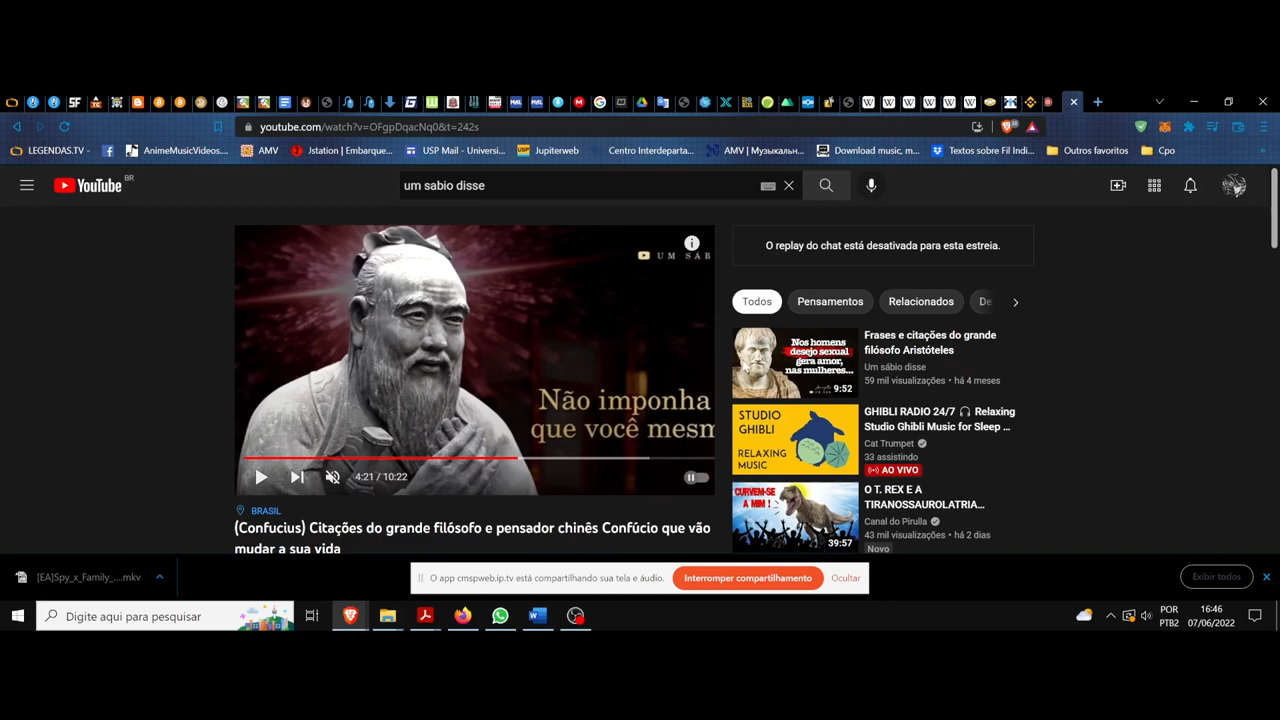 youtube.com/watch?v=OFgpDqacNq0&t=242s
LEGENDAS.TV
AnimeMusicVideos...
AMV
Jstation | Embarque...
USP Mail - Universi...
Jupiterweb
Centro Interdeparta...
AMV | Музыкальн...
Download music, m...
Textos sobre Fil Indi...
Outros favoritos
Cpo
YouTube BR
um sabio disse
UM SÁB
Não imponha
que você mesm
4:21 / 10:22
BRASIL
(Confucius) Citações do grande filósofo e pensador chinês Confúcio que vão
mudar a sua vida
O replay do chat está desativada para esta estreia.
Todos
Pensamentos
Relacionados
De
Nos homens
desejo sexual
gera amor,
nas mulheres...
9:52
Frases e citações do grande
filósofo Aristóteles
Um sábio disse
59 mil visualizações • há 4 meses
STUDIO
GHIBLI
RELAXING
MUSIC
GHIBLI RADIO 24/7 🎧 Relaxing
Studio Ghibli Music for Sleep ...
Cat Trumpet
33 assistindo
AO VIVO
CURVEM-SE
A MIM !
39:57
O T. REX E A
TIRANOSSAUROLATRIA...
Canal do Pirulla
43 mil visualizações • há 2 dias
Novo
[EA]Spy_x_Family_....mkv
O app cmspweb.ip.tv está compartilhando sua tela e áudio.
Interromper compartilhamento
Ocultar
Exibir todos
Digite aqui para pesquisar
POR
PTB2
16:46
07/06/2022